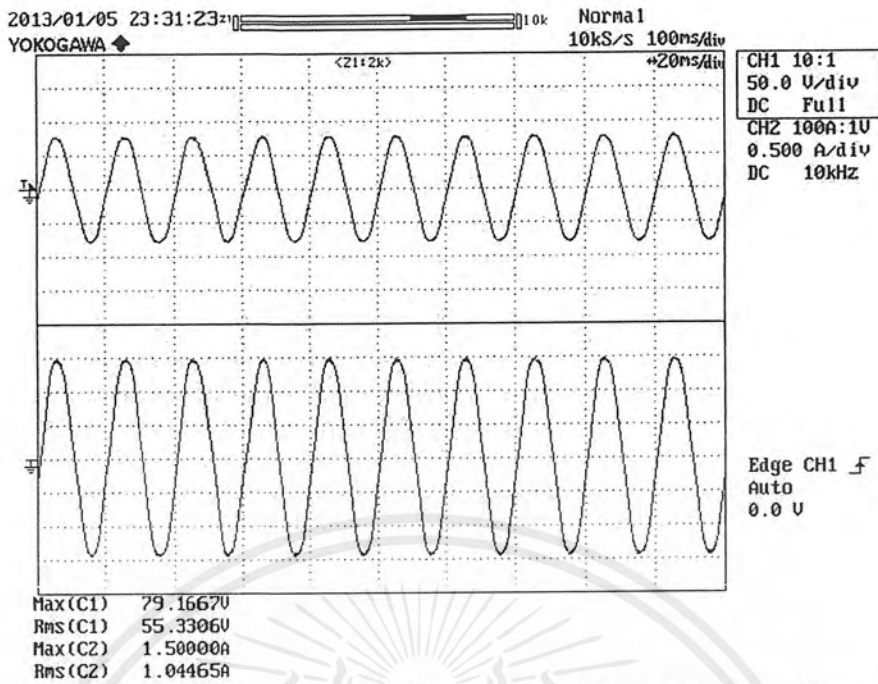 2013/01/05 23:31:23 Z1 10k Normal
YOKOGAWA 10kS/s 100ms/div
<Z1:2k> ↔20ms/div
CH1 10:1
50.0 V/div
DC Full
CH2 100A:1V
0.500 A/div
DC 10kHz
Edge CH1
Auto
0.0 V
Max(C1) 79.1667V
Rms(C1) 55.3306V
Max(C2) 1.50000A
Rms(C2) 1.04465A